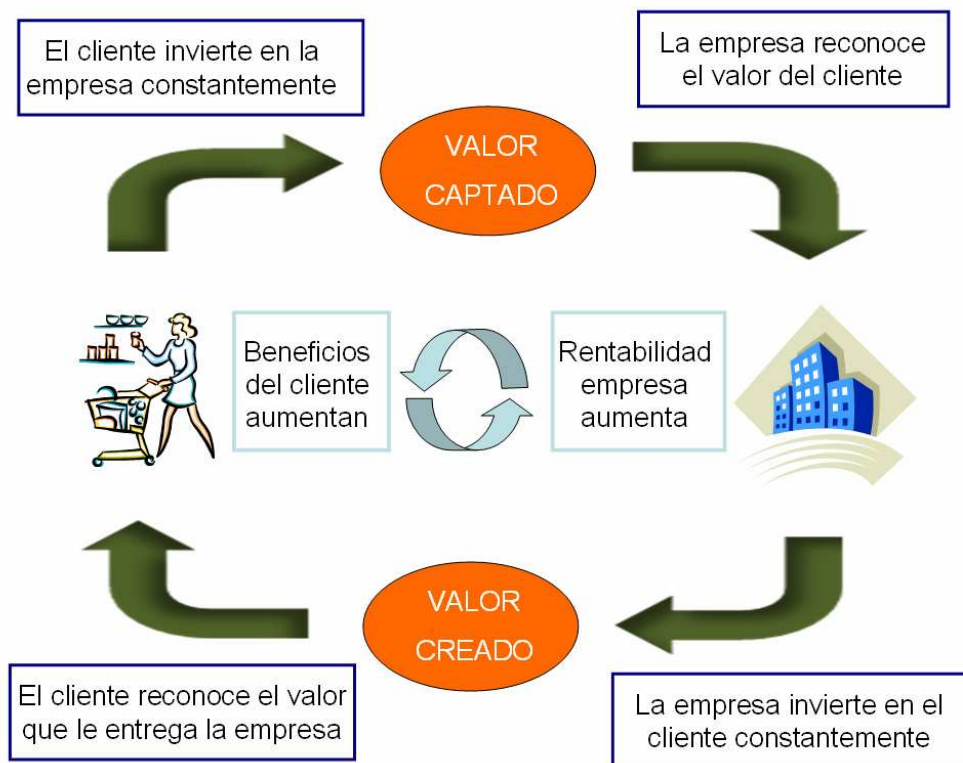 El cliente invierte en la
empresa constantemente
La empresa reconoce
el valor del cliente
VALOR
CAPTADO
Beneficios
del cliente
aumentan
Rentabilidad
empresa
aumenta
VALOR
CREADO
El cliente reconoce el valor
que le entrega la empresa
La empresa invierte en el
cliente constantemente